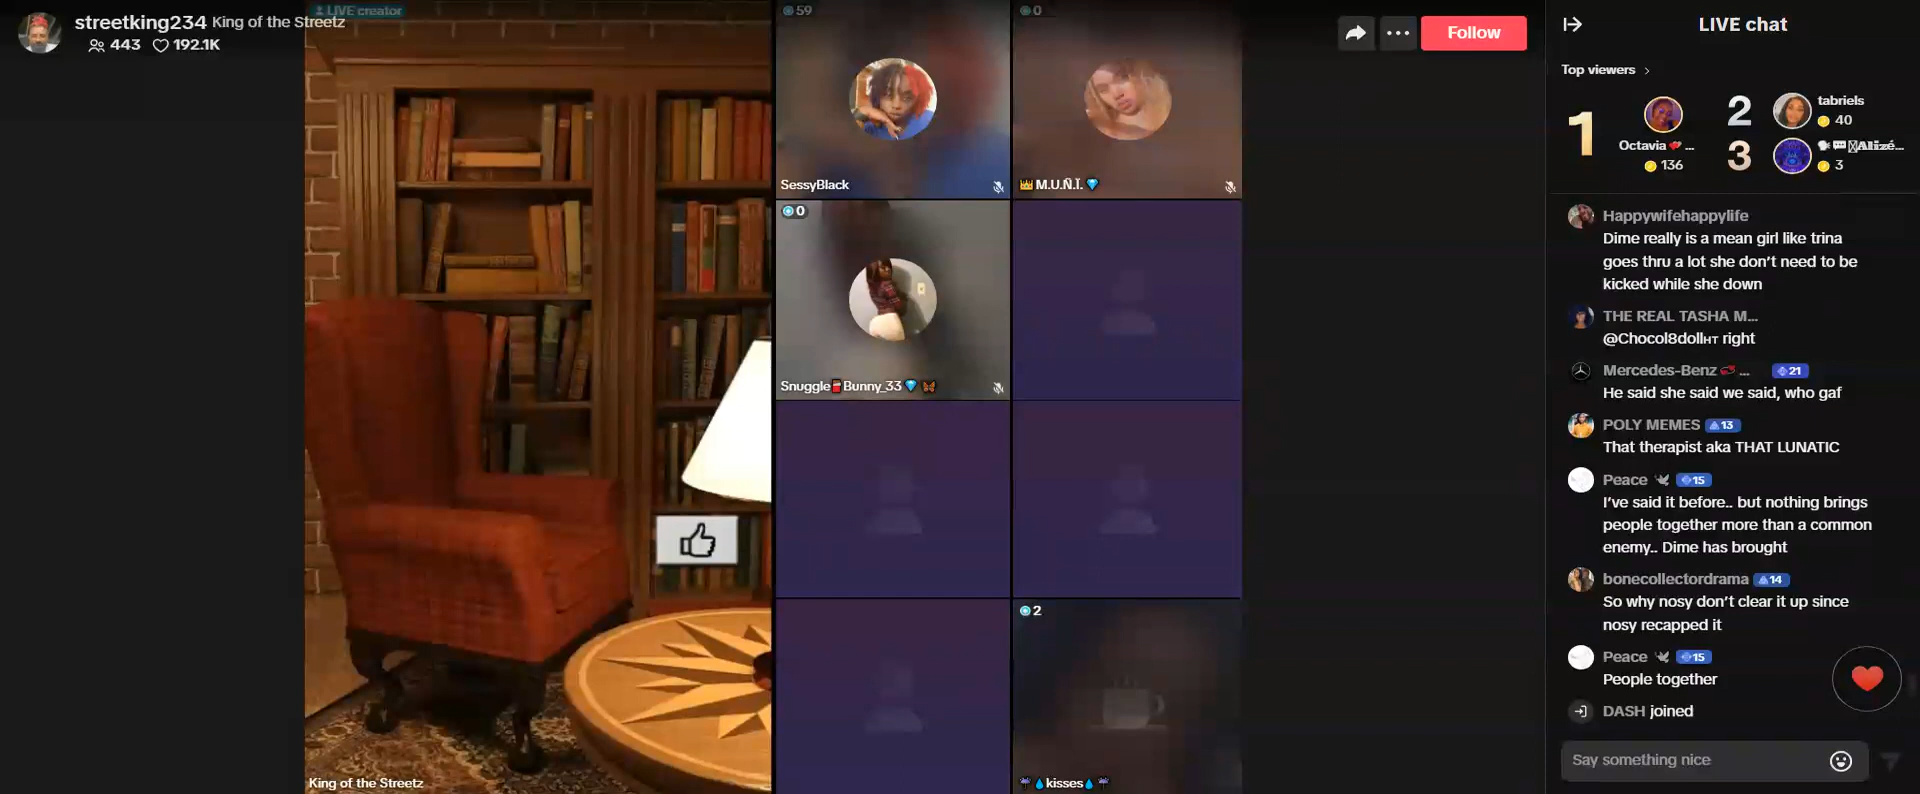 streetking234 King of the Streetz
443 192.1K
LIVE creator
59
0
Follow
LIVE chat
Top viewers
1
Octavia ❤️ ...
136
2
tabriels
40
3
🗣💬 𝐀𝐥𝐢𝐳é...
3
SessyBlack
👑 M.U.Ñ.Ï. 💎
0
Snuggle🧧Bunny_33 💎 🦋
2
King of the Streetz
💧kisses💧
Happywifehappylife
Dime really is a mean girl like trina
goes thru a lot she don’t need to be
kicked while she down
THE REAL TASHA M...
@Chocol8dollʜᴛ right
Mercedes-Benz 💞 ... 21
He said she said we said, who gaf
POLY MEMES 13
That therapist aka THAT LUNATIC
Peace 🕊 15
I’ve said it before.. but nothing brings
people together more than a common
enemy.. Dime has brought
bonecollectordrama 14
So why nosy don’t clear it up since
nosy recapped it
Peace 🕊 15
People together
DASH joined
Say something nice